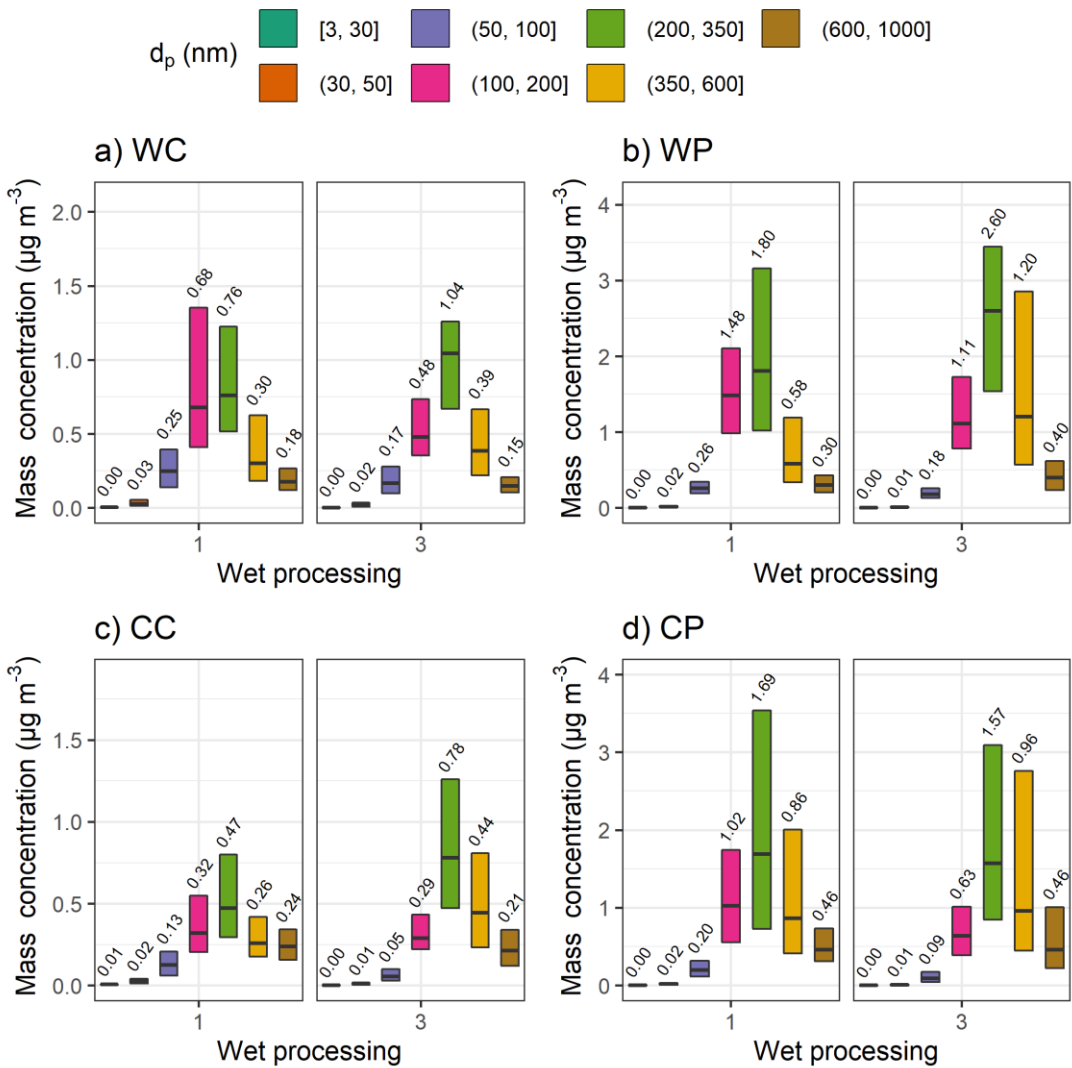 dp (nm)
[3, 30] (50, 100] (200, 350] (600, 1000]
(30, 50] (100, 200] (350, 600]
a) WC
Mass concentration (µg m-3)
2.0
1.5
1.0
0.5
0.0
0.00 0.03 0.25 0.68 0.76 0.30 0.18
0.00 0.02 0.17 0.48 1.04 0.39 0.15
1 3
Wet processing
b) WP
Mass concentration (µg m-3)
4
3
2
1
0
0.00 0.02 0.26 1.48 1.80 0.58 0.30
0.00 0.01 0.18 1.11 2.60 1.20 0.40
1 3
Wet processing
c) CC
Mass concentration (µg m-3)
1.5
1.0
0.5
0.0
0.01 0.02 0.13 0.32 0.47 0.26 0.24
0.00 0.01 0.05 0.29 0.78 0.44 0.21
1 3
Wet processing
d) CP
Mass concentration (µg m-3)
4
3
2
1
0
0.00 0.02 0.20 1.02 1.69 0.86 0.46
0.00 0.01 0.09 0.63 1.57 0.96 0.46
1 3
Wet processing